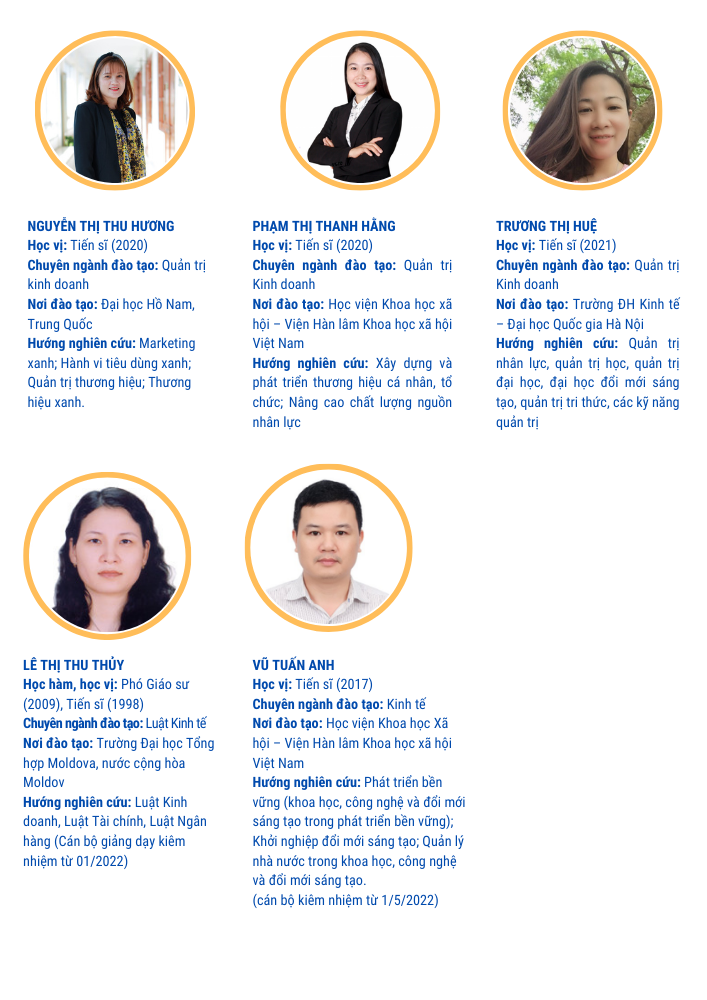 NGUYỄN THỊ THU HƯƠNG
Học vị: Tiến sĩ (2020)
Chuyên ngành đào tạo: Quản trị
kinh doanh
Nơi đào tạo: Đại học Hồ Nam,
Trung Quốc
Hướng nghiên cứu: Marketing
xanh; Hành vi tiêu dùng xanh;
Quản trị thương hiệu; Thương
hiệu xanh.
PHẠM THỊ THANH HẰNG
Học vị: Tiến sĩ (2020)
Chuyên ngành đào tạo: Quản trị
Kinh doanh
Nơi đào tạo: Học viện Khoa học xã
hội – Viện Hàn lâm Khoa học xã hội
Việt Nam
Hướng nghiên cứu: Xây dựng và
phát triển thương hiệu cá nhân, tổ
chức; Nâng cao chất lượng nguồn
nhân lực
TRƯƠNG THỊ HUỆ
Học vị: Tiến sĩ (2021)
Chuyên ngành đào tạo: Quản trị
Kinh doanh
Nơi đào tạo: Trường ĐH Kinh tế
– Đại học Quốc gia Hà Nội
Hướng nghiên cứu: Quản trị
nhân lực, quản trị học, quản trị
đại học, đại học đổi mới sáng
tạo, quản trị tri thức, các kỹ năng
quản trị
LÊ THỊ THU THỦY
Học hàm, học vị: Phó Giáo sư
(2009), Tiến sĩ (1998)
Chuyên ngành đào tạo: Luật Kinh tế
Nơi đào tạo: Trường Đại học Tổng
hợp Moldova, nước cộng hòa
Moldov
Hướng nghiên cứu: Luật Kinh
doanh, Luật Tài chính, Luật Ngân
hàng (Cán bộ giảng dạy kiêm
nhiệm từ 01/2022)
VŨ TUẤN ANH
Học vị: Tiến sĩ (2017)
Chuyên ngành đào tạo: Kinh tế
Nơi đào tạo: Học viện Khoa học Xã
hội – Viện Hàn lâm Khoa học xã hội
Việt Nam
Hướng nghiên cứu: Phát triển bền
vững (khoa học, công nghệ và đổi mới
sáng tạo trong phát triển bền vững);
Khởi nghiệp đổi mới sáng tạo; Quản lý
nhà nước trong khoa học, công nghệ
và đổi mới sáng tạo.
(cán bộ kiêm nhiệm từ 1/5/2022)